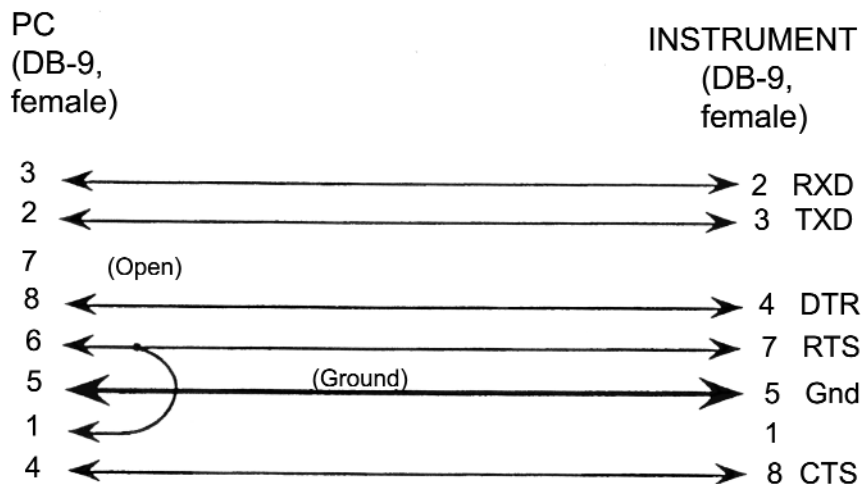 PC
(DB-9,
female)
INSTRUMENT
(DB-9,
female)
3 2 RXD
2 3 TXD
7 (Open)
8 4 DTR
6 7 RTS
5 (Ground) 5 Gnd
1 1
4 8 CTS